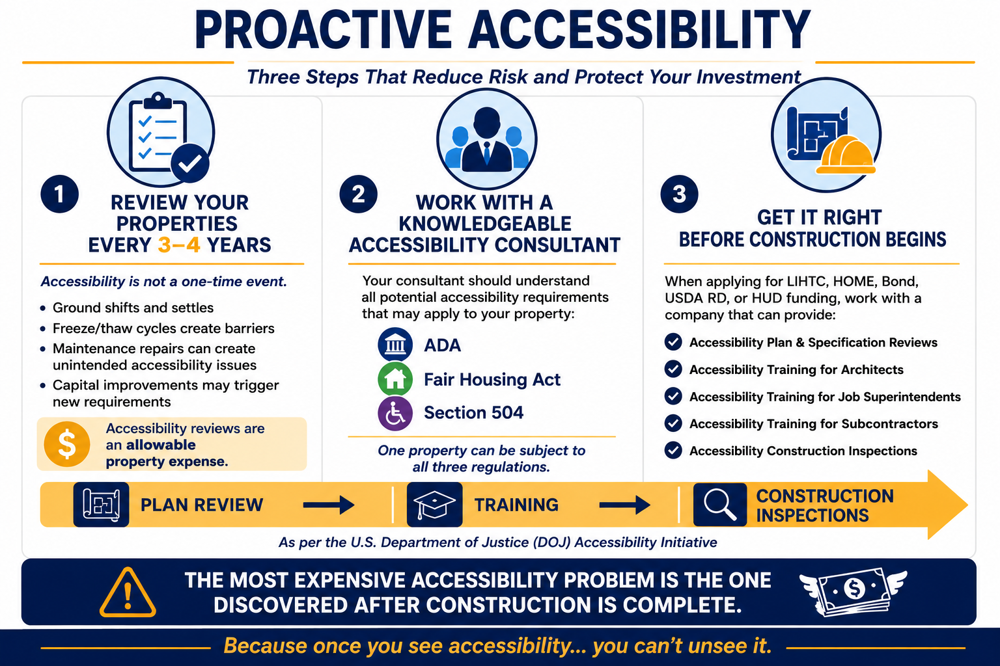 PROACTIVE ACCESSIBILITY
Three Steps That Reduce Risk and Protect Your Investment
1
REVIEW YOUR
PROPERTIES
EVERY 3–4 YEARS
Accessibility is not a one-time event.
• Ground shifts and settles
• Freeze/thaw cycles create barriers
• Maintenance repairs can create
unintended accessibility issues
• Capital improvements may trigger
new requirements
$
Accessibility reviews are
an allowable
property expense.
2
WORK WITH A
KNOWLEDGEABLE
ACCESSIBILITY CONSULTANT
Your consultant should understand
all potential accessibility requirements
that may apply to your property:
ADA
Fair Housing Act
Section 504
One property can be subject to
all three regulations.
3
GET IT RIGHT
BEFORE CONSTRUCTION BEGINS
When applying for LIHTC, HOME, Bond,
USDA RD, or HUD funding, work with a
company that can provide:
Accessibility Plan & Specification Reviews
Accessibility Training for Architects
Accessibility Training for Job Superintendents
Accessibility Training for Subcontractors
Accessibility Construction Inspections
PLAN REVIEW
TRAINING
CONSTRUCTION
INSPECTIONS
As per the U.S. Department of Justice (DOJ) Accessibility Initiative
THE MOST EXPENSIVE ACCESSIBILITY PROBLEM IS THE ONE
DISCOVERED AFTER CONSTRUCTION IS COMPLETE.
$
Because once you see accessibility... you can't unsee it.